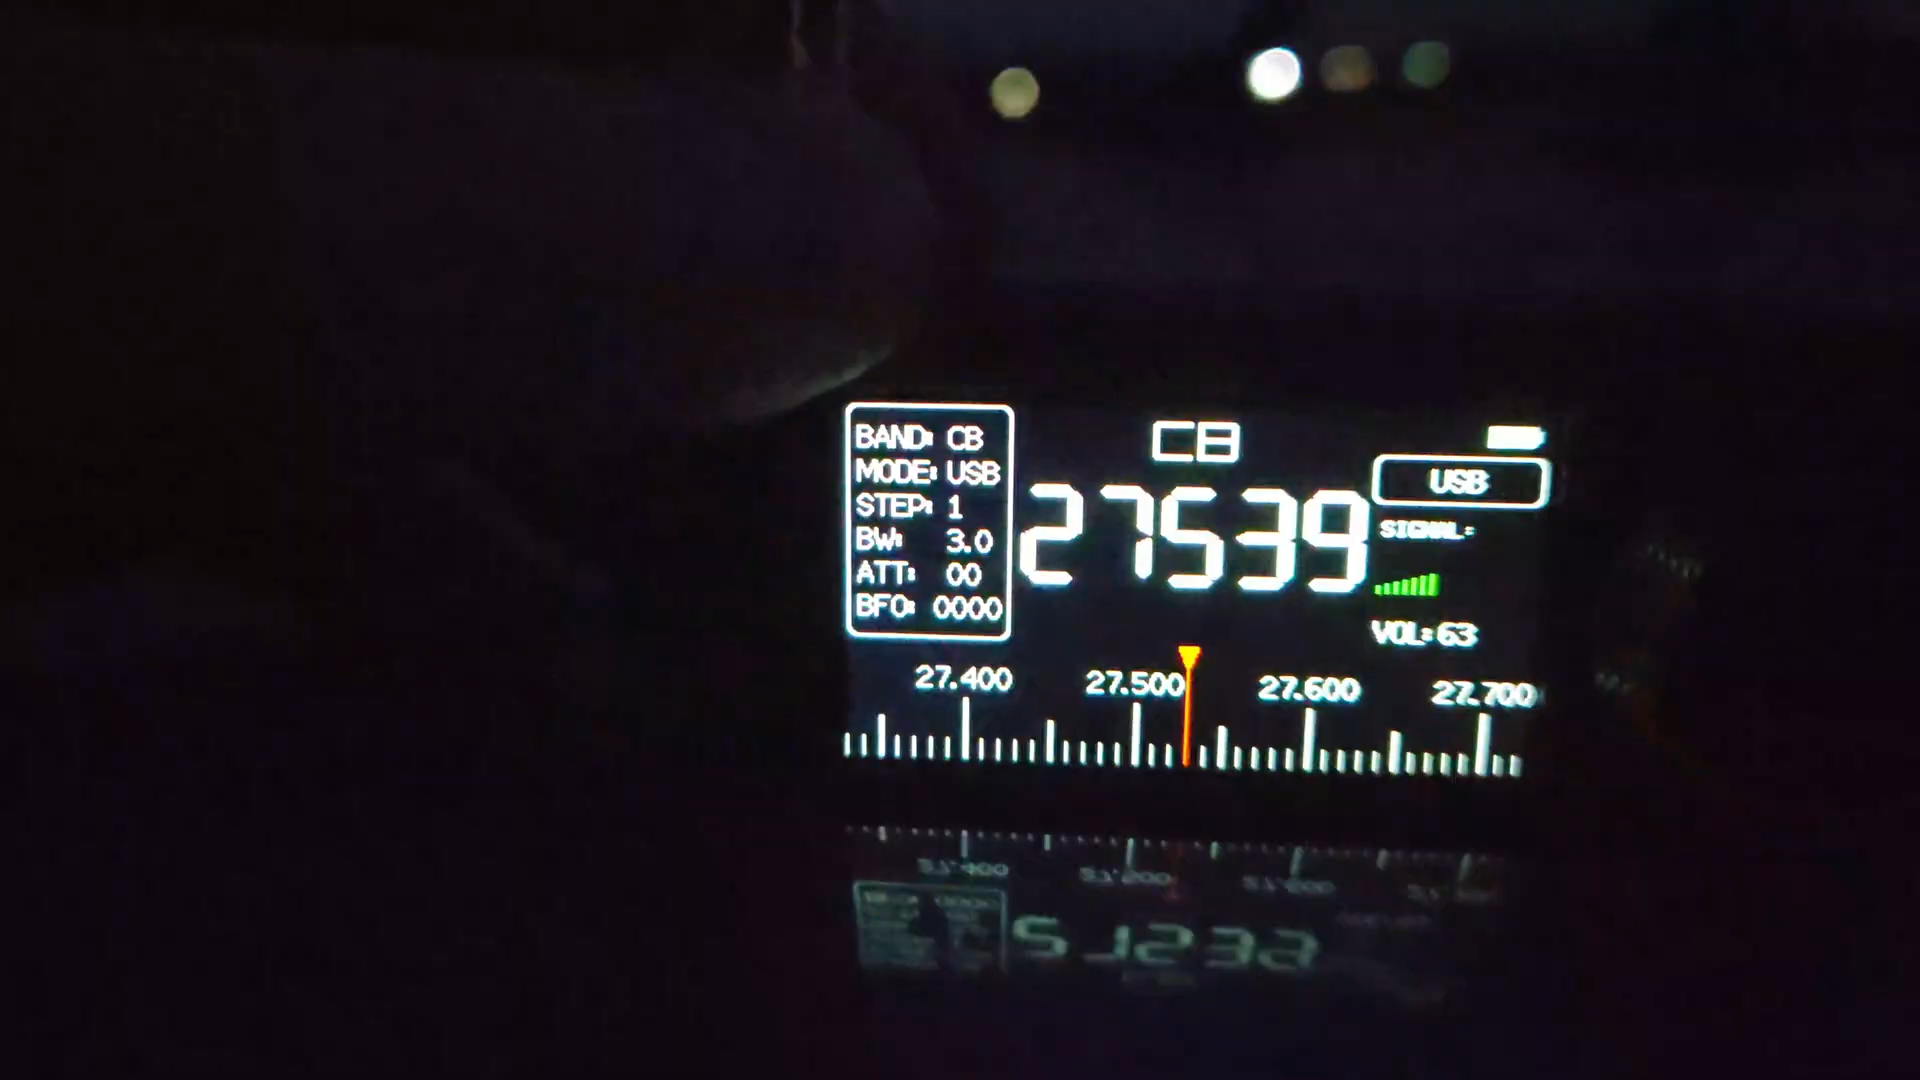 BAND: CB
MODE: USB
STEP: 1
BW: 3.0
ATT: 00
BFO: 0000
CB
27539
USB
SIGNAL:
VOL:63
27.400 27.500 27.600 27.700